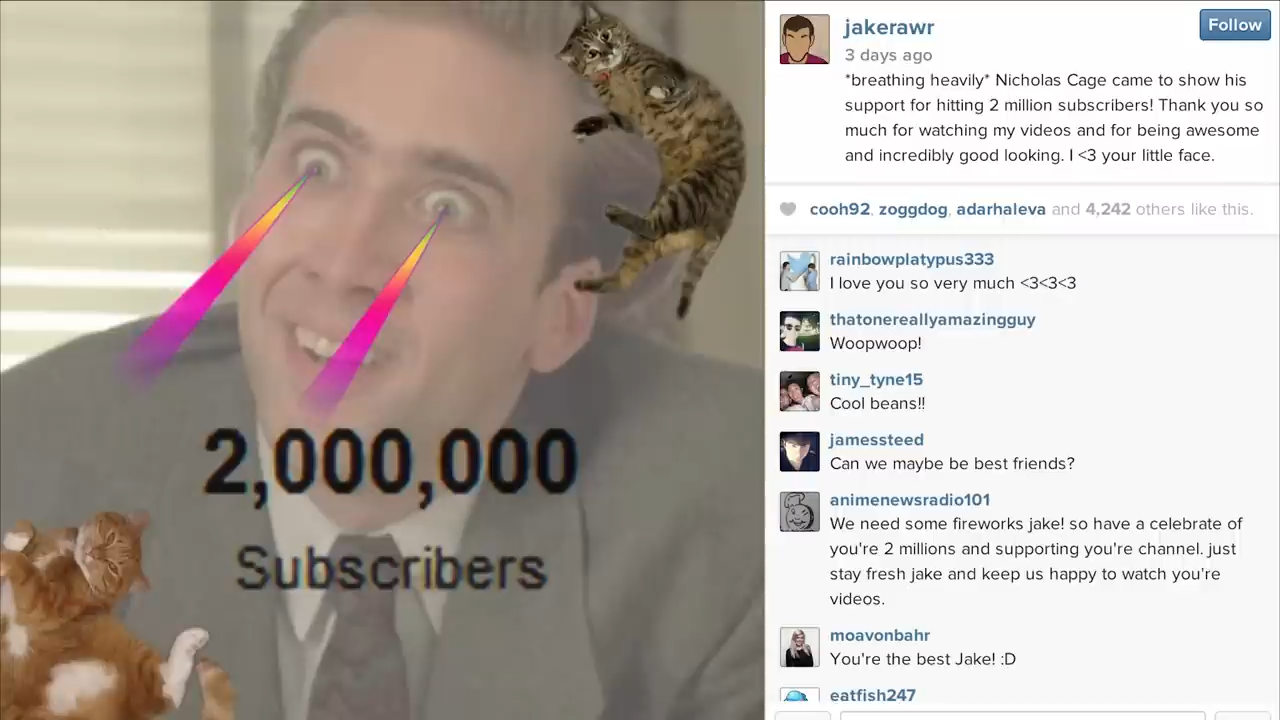 2,000,000
Subscribers
jakerawr
Follow
3 days ago
*breathing heavily* Nicholas Cage came to show his
support for hitting 2 million subscribers! Thank you so
much for watching my videos and for being awesome
and incredibly good looking. I <3 your little face.
cooh92, zoggdog, adarhaleva and 4,242 others like this.
rainbowplatypus333
I love you so very much <3<3<3
thatonereallyamazingguy
Woopwoop!
tiny_tyne15
Cool beans!!
jamessteed
Can we maybe be best friends?
animenewsradio101
We need some fireworks jake! so have a celebrate of
you're 2 millions and supporting you're channel. just
stay fresh jake and keep us happy to watch you're
videos.
moavonbahr
You're the best Jake! :D
eatfish247